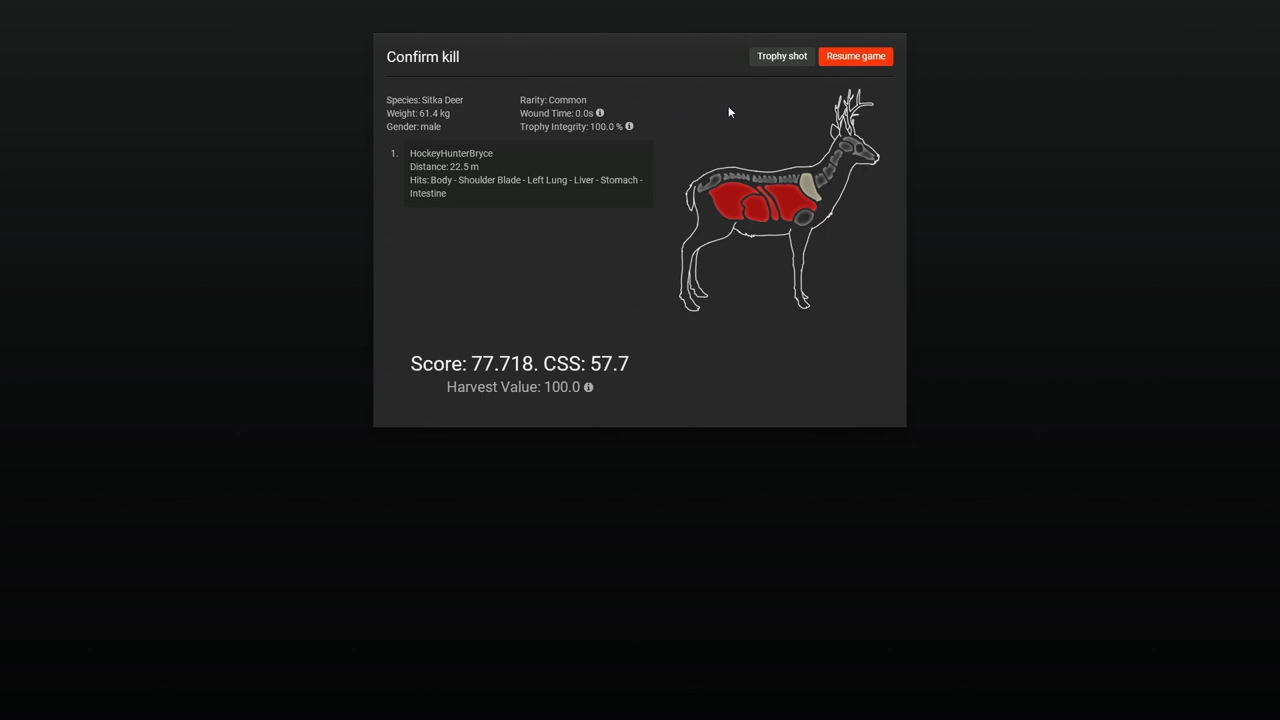 Confirm kill
Trophy shot
Resume game
Species: Sitka Deer
Rarity: Common
Weight: 61.4 kg
Wound Time: 0.0s
Gender: male
Trophy Integrity: 100.0 %
1. HockeyHunterBryce
Distance: 22.5 m
Hits: Body - Shoulder Blade - Left Lung - Liver - Stomach -
Intestine
Score: 77.718. CSS: 57.7
Harvest Value: 100.0